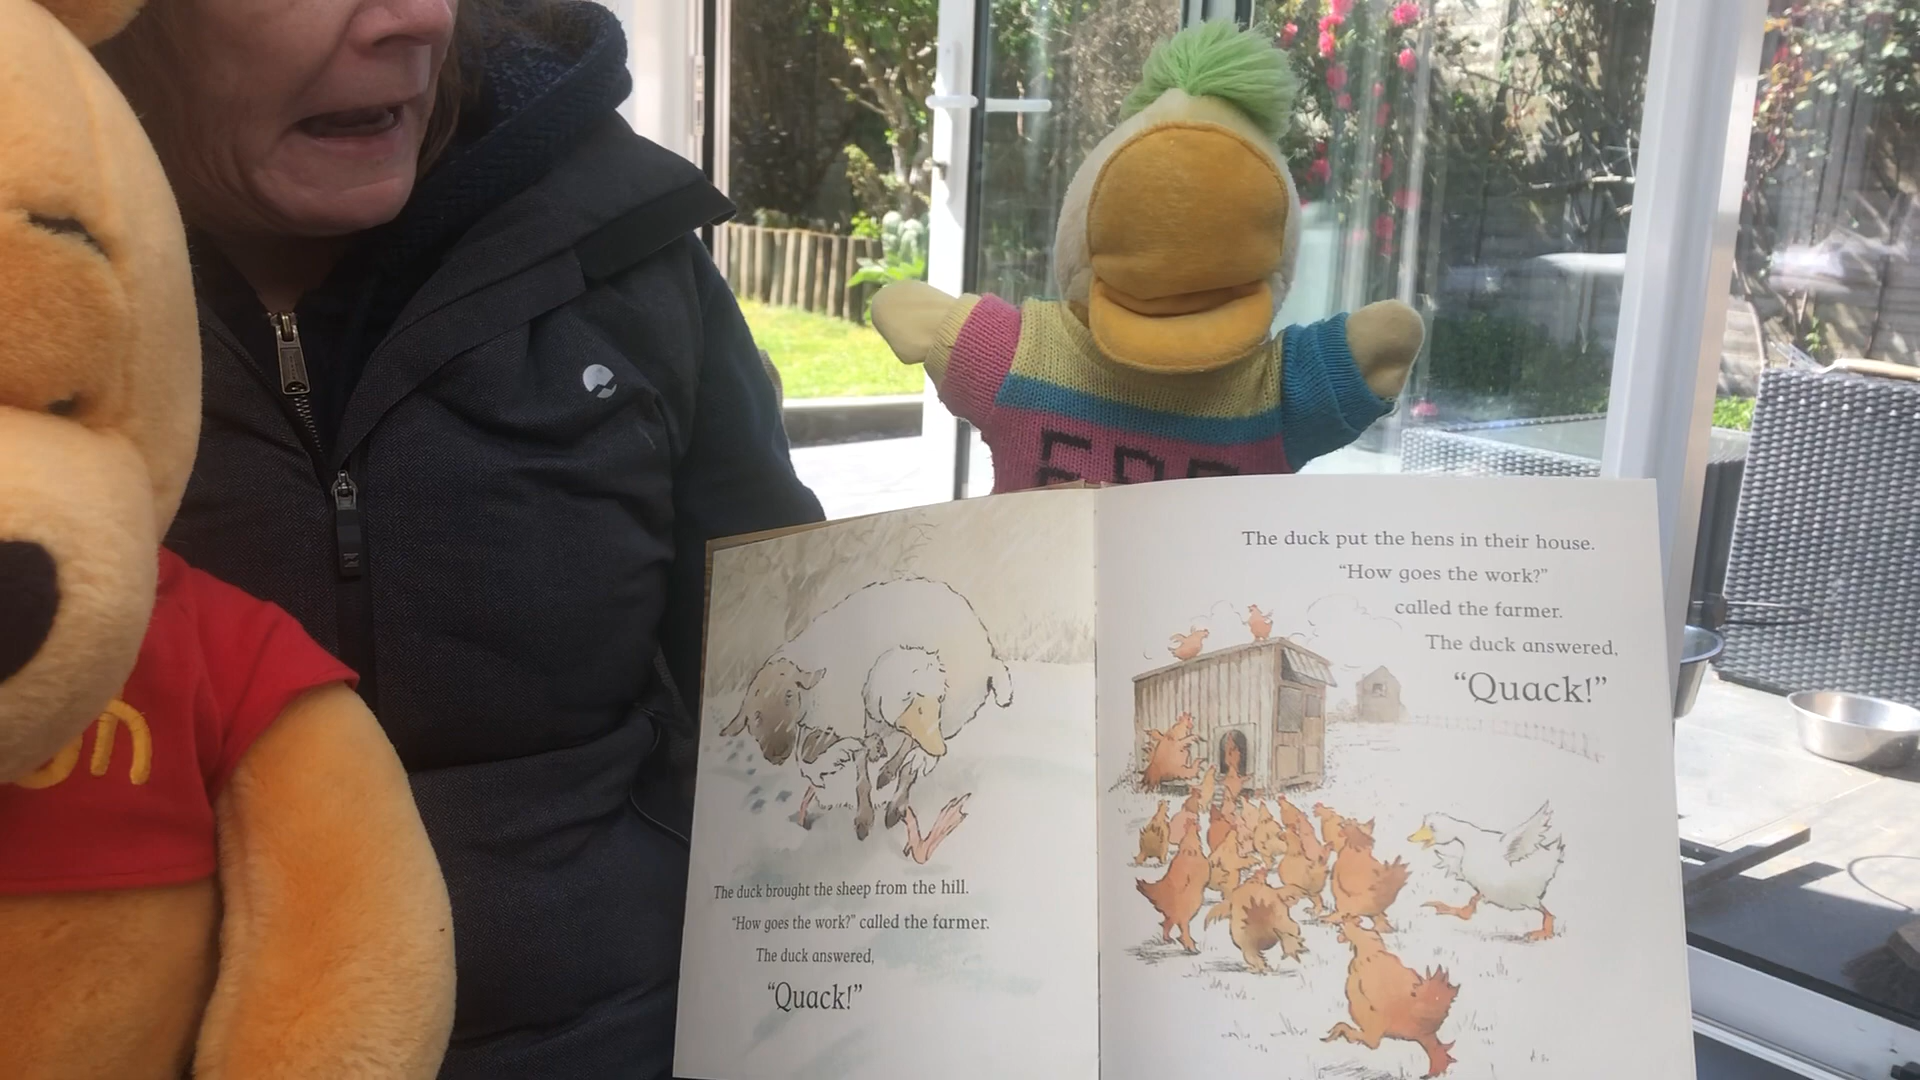 The duck brought the sheep from the hill.
"How goes the work?" called the farmer.
The duck answered,
"Quack!"
The duck put the hens in their house.
"How goes the work?"
called the farmer.
The duck answered,
"Quack!"